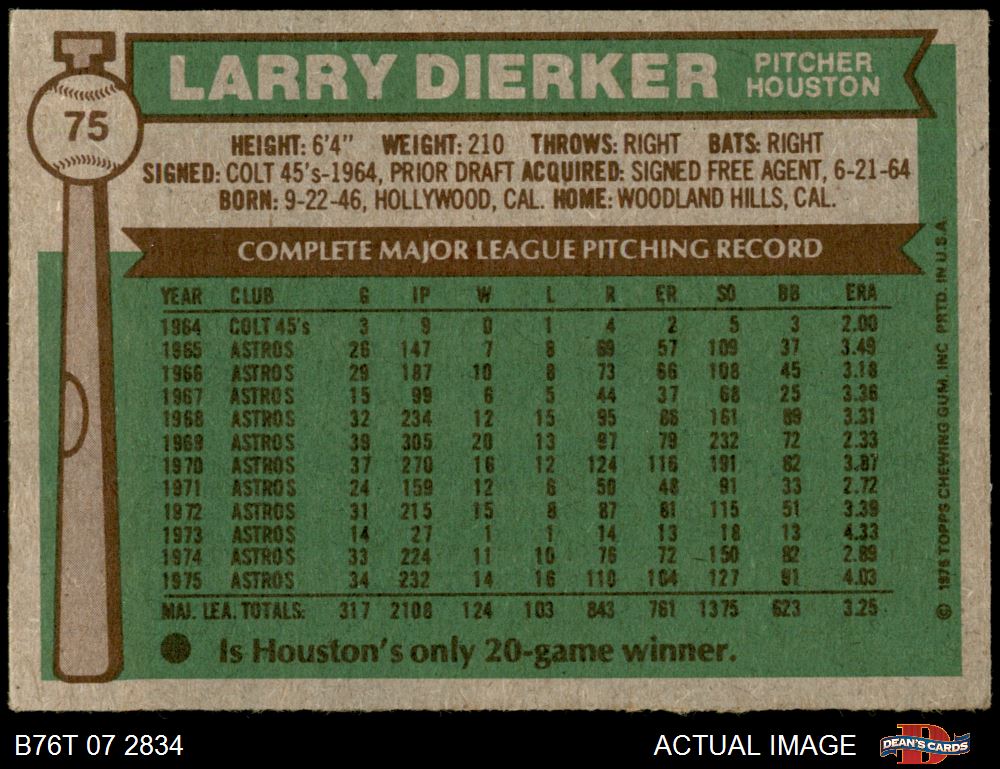 T
75
LARRY DIERKER
PITCHER
HOUSTON
HEIGHT: 6'4" WEIGHT: 210 THROWS: RIGHT BATS: RIGHT
SIGNED: COLT 45's-1964, PRIOR DRAFT ACQUIRED: SIGNED FREE AGENT, 6-21-64
BORN: 9-22-46, HOLLYWOOD, CAL. HOME: WOODLAND HILLS, CAL.
COMPLETE MAJOR LEAGUE PITCHING RECORD
YEAR CLUB G IP W L R ER SO BB ERA
1964 COLT 45's 3 9 0 1 4 2 5 3 2.00
1965 ASTROS 26 147 7 8 69 57 109 37 3.49
1966 ASTROS 29 187 10 8 73 66 108 45 3.18
1967 ASTROS 15 99 6 5 44 37 68 25 3.36
1968 ASTROS 32 234 12 15 95 86 161 89 3.31
1969 ASTROS 39 305 20 13 97 79 232 72 2.33
1970 ASTROS 37 270 16 12 124 116 191 82 3.87
1971 ASTROS 24 159 12 6 50 48 91 33 2.72
1972 ASTROS 31 215 15 8 87 81 115 51 3.39
1973 ASTROS 14 27 1 1 14 13 18 13 4.33
1974 ASTROS 33 224 11 10 76 72 150 82 2.89
1975 ASTROS 34 232 14 16 110 104 127 91 4.03
MAJ. LEA. TOTALS: 317 2108 124 103 843 761 1375 623 3.25
Is Houston's only 20-game winner.
© 1976 TOPPS CHEWING GUM, INC. PRTD. IN U.S.A.
B76T 07 2834
ACTUAL IMAGE
D
DEAN'S CARDS